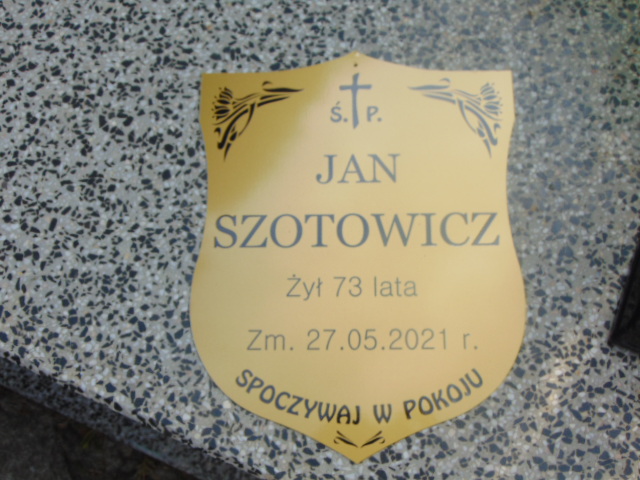 Ś. P.
JAN
SZOTOWICZ
Żył 73 lata
Zm. 27.05.2021 r.
SPOCZYWAJ W POKOJU